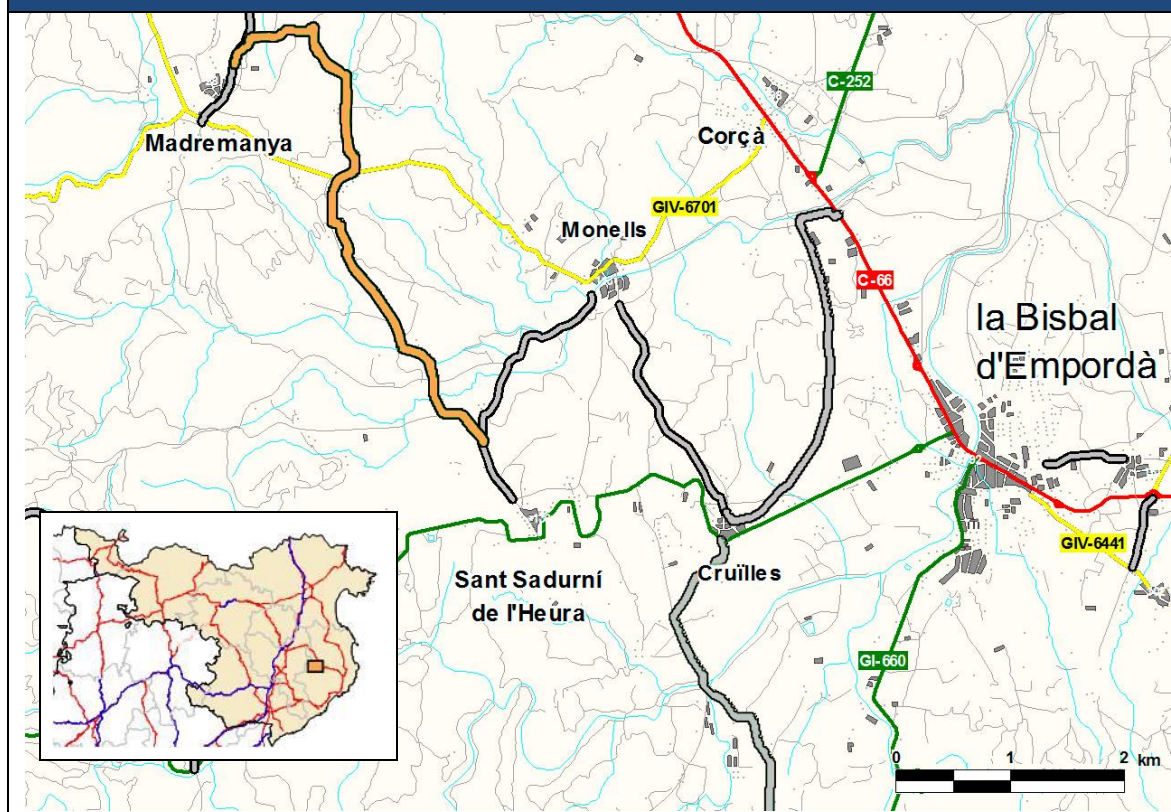 C-252
Corçà
Madremanya
GIV-6701
Monells
C-66
la Bisbal
d'Empordà
GIV-6441
Cruïlles
Sant Sadurní
de l'Heura
GI-660
0 1 2 km